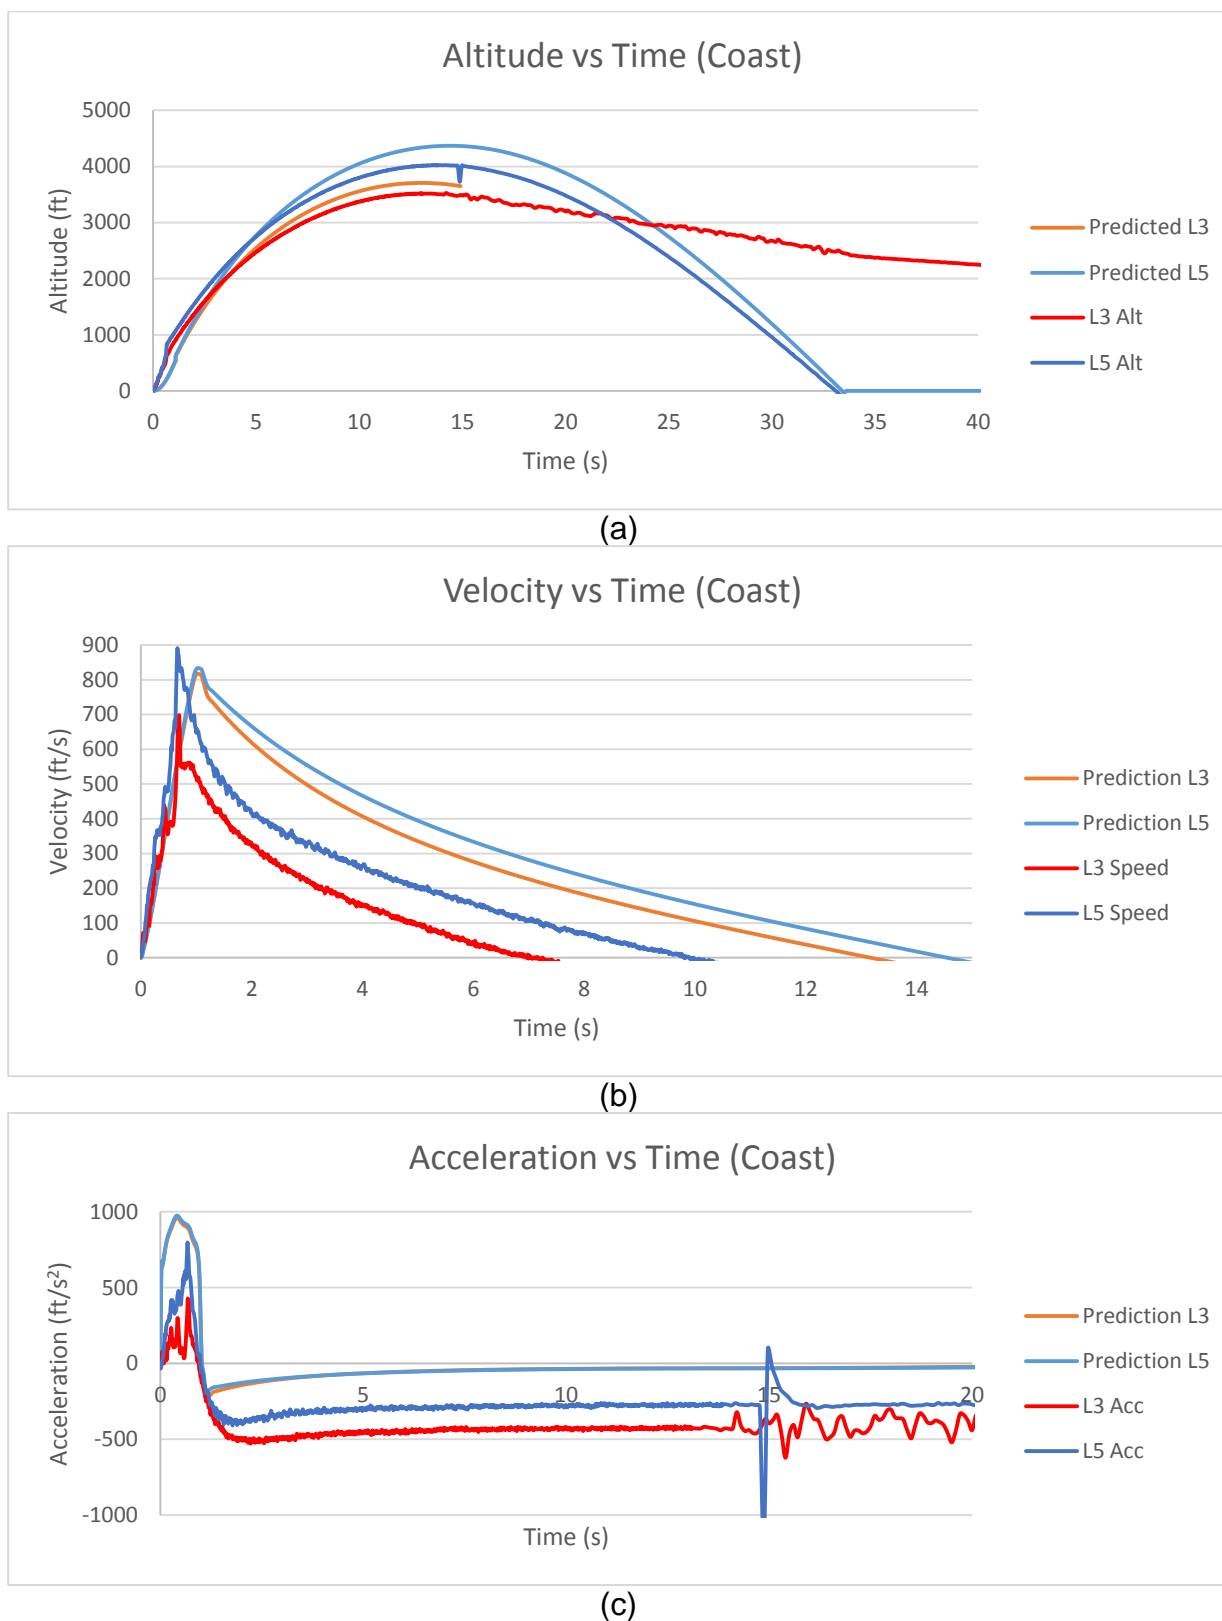 Altitude vs Time (Coast)
5000
4000
3000
2000
1000
0
Altitude (ft)
0 5 10 15 20 25 30 35 40
Time (s)
Predicted L3
Predicted L5
L3 Alt
L5 Alt
(a)
Velocity vs Time (Coast)
900
800
700
600
500
400
300
200
100
0
Velocity (ft/s)
0 2 4 6 8 10 12 14
Time (s)
Prediction L3
Prediction L5
L3 Speed
L5 Speed
(b)
Acceleration vs Time (Coast)
1000
500
0
-500
-1000
Acceleration (ft/s²)
0 5 10 15 20
Time (s)
Prediction L3
Prediction L5
L3 Acc
L5 Acc
(c)